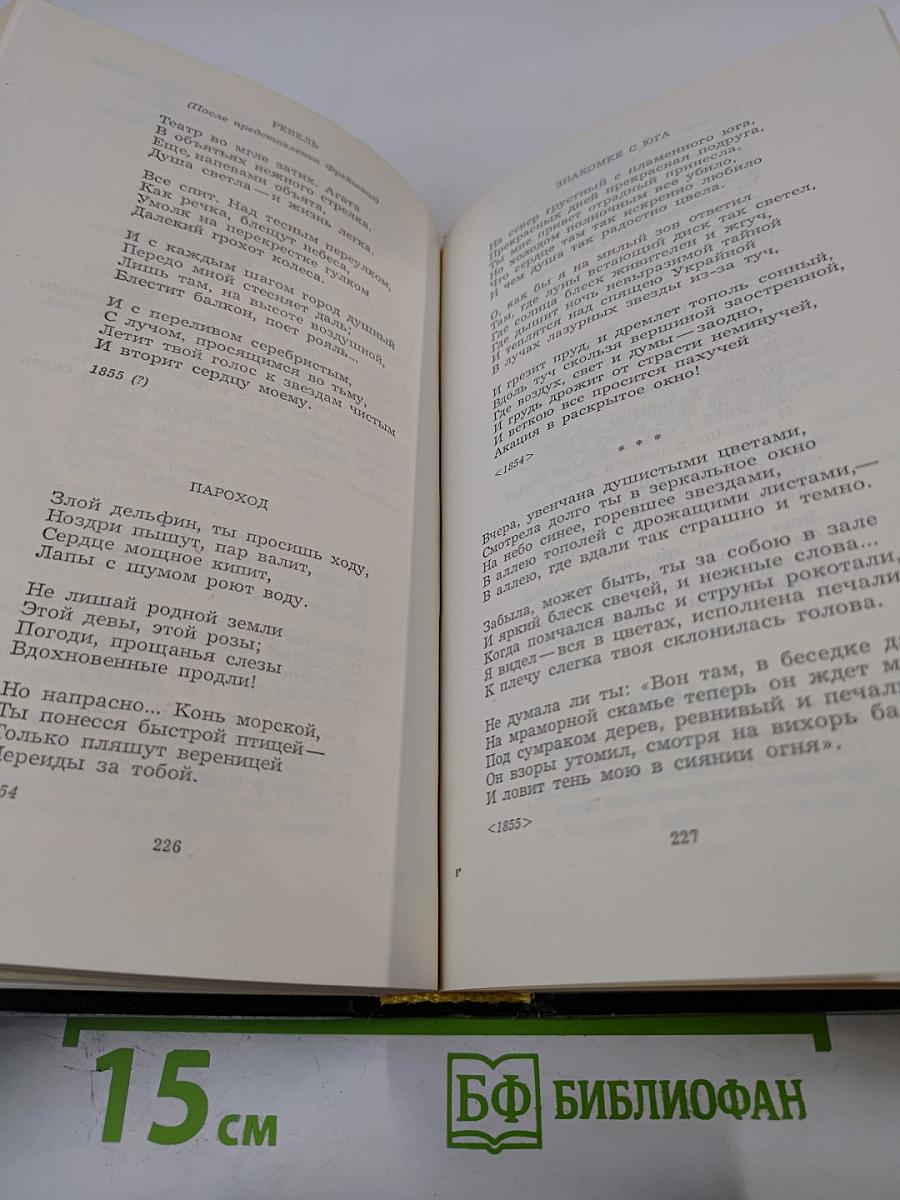 РЕВЕЛЬ
(После представления Фрейшюца)
Театр во мгле затих. Агата
В объятьях нежного стрелка.
Еще, напевами объята,
Душа светла — и жизнь легка.
Все спит. Над тесным переулком,
Как речка, блещут небеса,
Умолк на перекрестке гулком
Далекий грохот колеса.
И с каждым шагом город душный
Передо мной стесняет даль;
Лишь там, на высоте воздушной,
Блестит балкон, поет рояль...
И с переливом серебристым,
С лучом, просящимся во тьму,
Летит твой голос к звездам чистым
И вторит сердцу моему.
1855 (?)
ПАРОХОД
Злой дельфин, ты просишь ходу,
Ноздри пышут, пар валит,
Сердце мощное кипит,
Лапы с шумом роют воду.
Не лишай родной земли
Этой девы, этой розы;
Погоди, прощанья слезы
Вдохновенные продли!
Но напрасно... Конь морской,
Ты понесся быстрой птицей—
Только пляшут вереницей
Нереиды за тобой.
54
226
ЗНАКОМКЕ С ЮГА
На север грустный с пламенного юга,
Прекрасных дней прекрасная подруга,
Ты мне привет отрадный принесла.
Но холодом полночным все убило,
Что сердце там так искренно любило
И чем душа так радостно цвела.
О, как бы я на милый зов ответил
Там, где луны встающий диск так светел,
Где солнца блеск живителен и жгуч,
Где дышит ночь невыразимой тайной
И теплятся над спящею Украйной
В лучах лазурных звезды из-за туч,
И грезит пруд, и дремлет тополь сонный,
Вдоль туч скользя вершиной заостренной,
Где воздух, свет и думы — заодно,
И грудь дрожит от страсти неминучей,
И веткою все просится пахучей
Акация в раскрытое окно!
<1854>
* * *
Вчера, увенчана душистыми цветами,
Смотрела долго ты в зеркальное окно
На небо синее, горевшее звездами,
В аллею тополей с дрожащими листами,—
В аллею, где вдали так страшно и темно.
Забыла, может быть, ты за собою в зале
И яркий блеск свечей, и нежные слова...
Когда помчался вальс и струны рокотали,
Я видел — вся в цветах, исполнена печали,
К плечу слегка твоя склонилась голова.
Не думала ли ты: «Вон там, в беседке да
На мраморной скамье теперь он ждет м
Под сумраком дерев, ревнивый и печаль
Он взоры утомил, смотря на вихорь ба
И ловит тень мою в сиянии огня».
<1855>
227
15 см
БФ БИБЛИОФАН